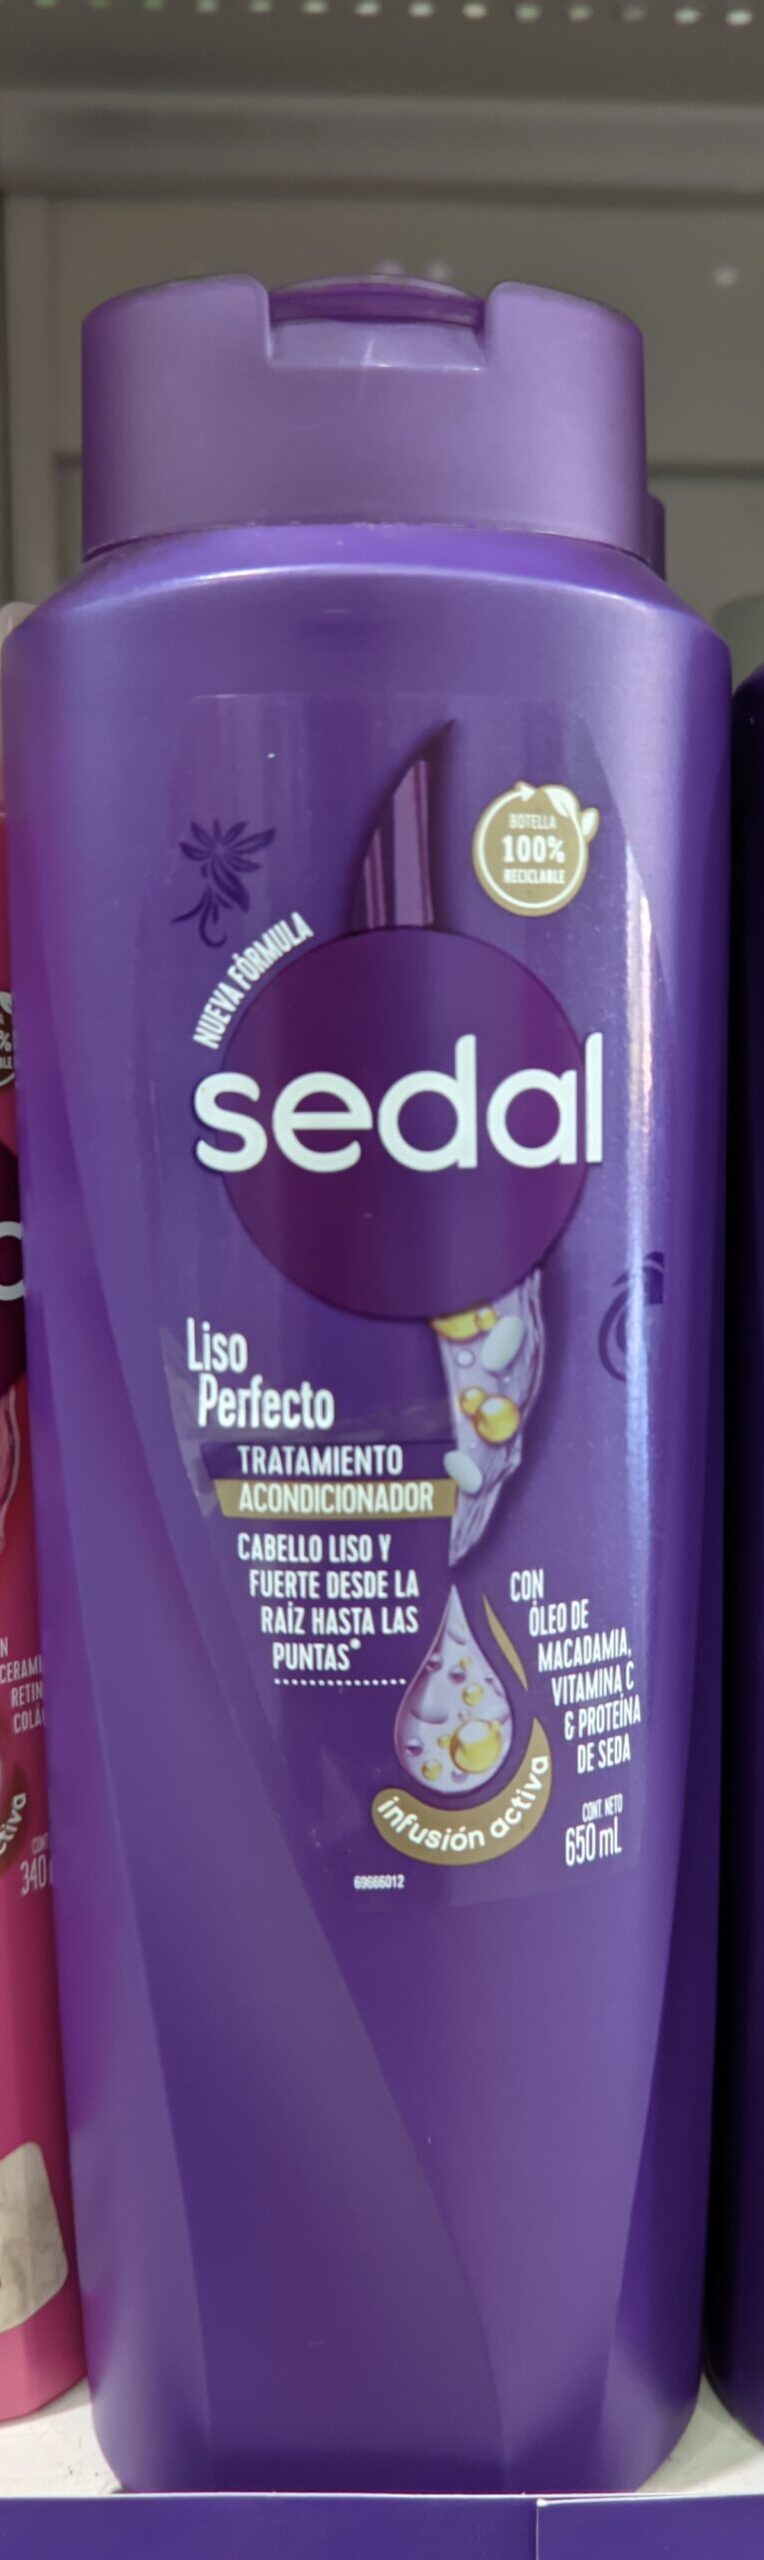 BOTELLA
100%
RECICLABLE
NUEVA FÓRMULA
sedal
Liso
Perfecto
TRATAMIENTO
ACONDICIONADOR
CABELLO LISO Y
FUERTE DESDE LA
RAÍZ HASTA LAS
PUNTAS*
CON
ÓLEO DE
MACADAMIA,
VITAMINA C
& PROTEÍNA
DE SEDA
infusión activa
CONT. NETO
650 mL
69666012
340